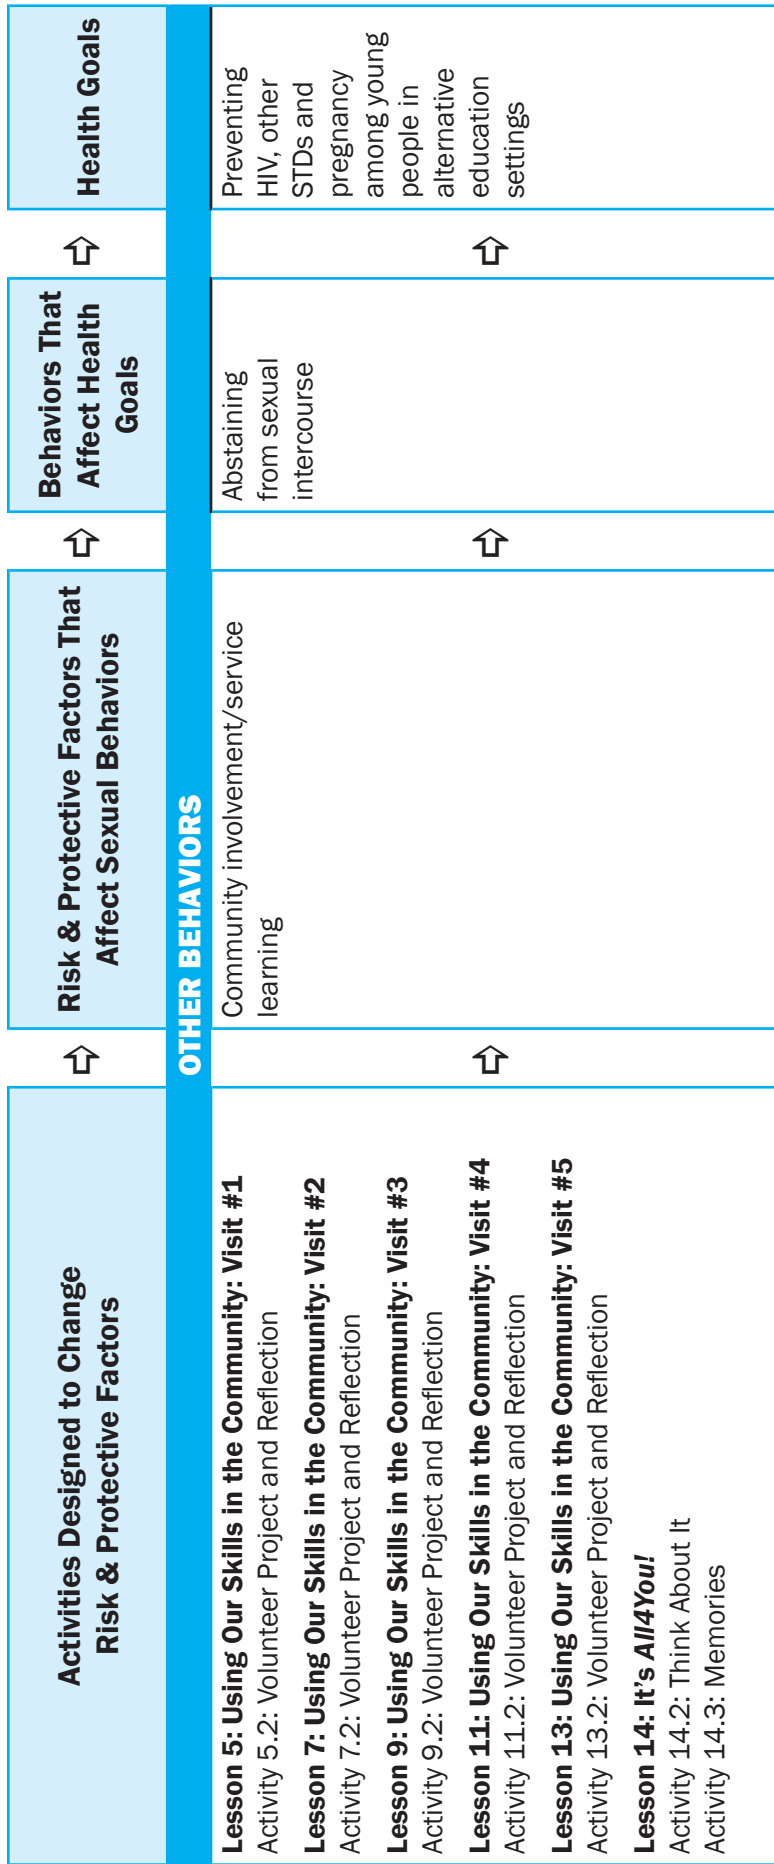 Activities Designed to Change
Risk & Protective Factors
Risk & Protective Factors That
Affect Sexual Behaviors
Behaviors That
Affect Health
Goals
Health Goals
OTHER BEHAVIORS
Lesson 5: Using Our Skills in the Community: Visit #1
Activity 5.2: Volunteer Project and Reflection
Lesson 7: Using Our Skills in the Community: Visit #2
Activity 7.2: Volunteer Project and Reflection
Lesson 9: Using Our Skills in the Community: Visit #3
Activity 9.2: Volunteer Project and Reflection
Lesson 11: Using Our Skills in the Community: Visit #4
Activity 11.2: Volunteer Project and Reflection
Lesson 13: Using Our Skills in the Community: Visit #5
Activity 13.2: Volunteer Project and Reflection
Lesson 14: It’s All4You!
Activity 14.2: Think About It
Activity 14.3: Memories
Community involvement/service
learning
Abstaining
from sexual
intercourse
Preventing
HIV, other
STDs and
pregnancy
among young
people in
alternative
education
settings